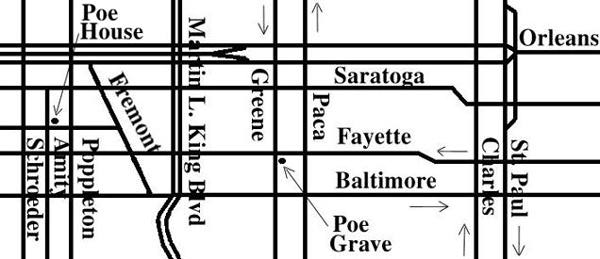 Poe
House
Orleans
Martin L. King Blvd
Saratoga
Greene
Fremont
Paca
Fayette
Schroeder
Amity
Poppleton
Charles
St. Paul
Baltimore
Poe
Grave